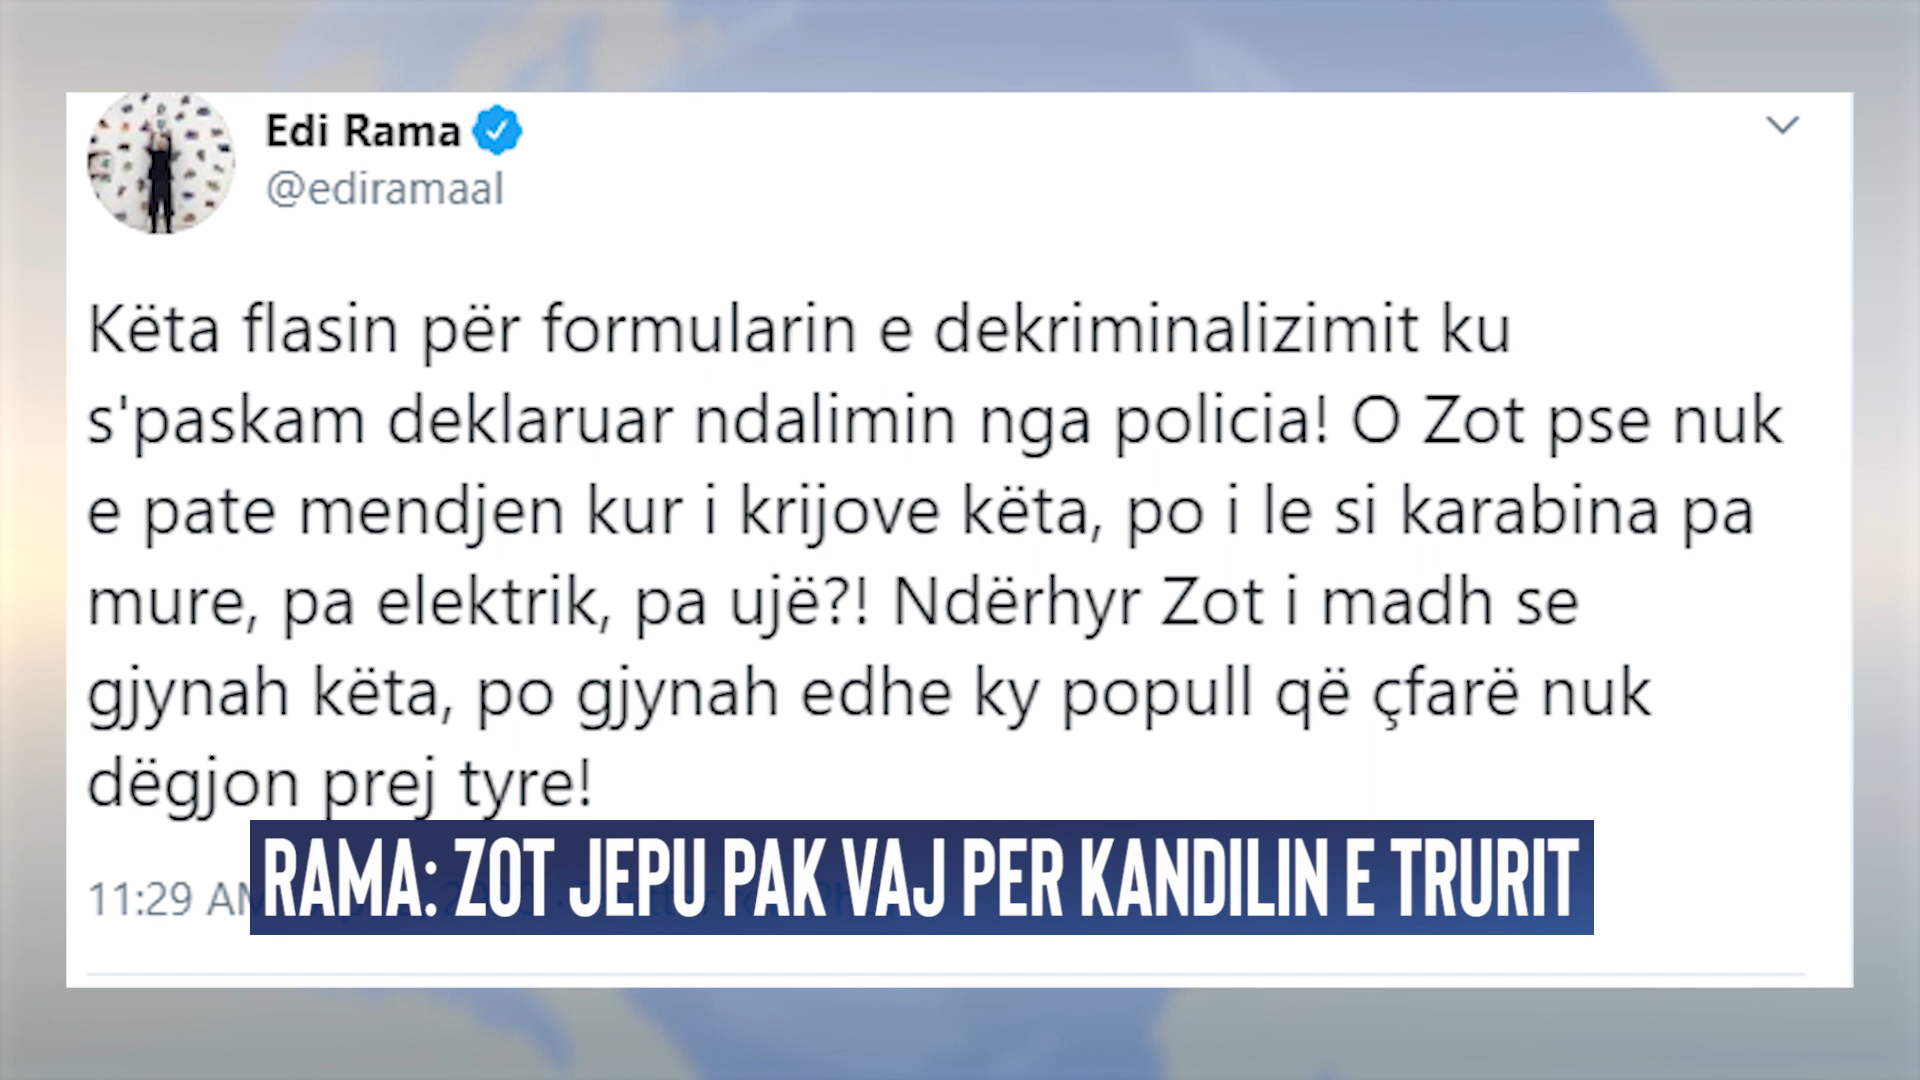 Edi Rama
@ediramaal
Këta flasin për formularin e dekriminalizimit ku
s'paskam deklaruar ndalimin nga policia! O Zot pse nuk
e pate mendjen kur i krijove këta, po i le si karabina pa
mure, pa elektrik, pa ujë?! Ndërhyr Zot i madh se
gjynah këta, po gjynah edhe ky popull që çfarë nuk
dëgjon prej tyre!
11:29 AM
RAMA: ZOT JEPU PAK VAJ PER KANDILIN E TRURIT